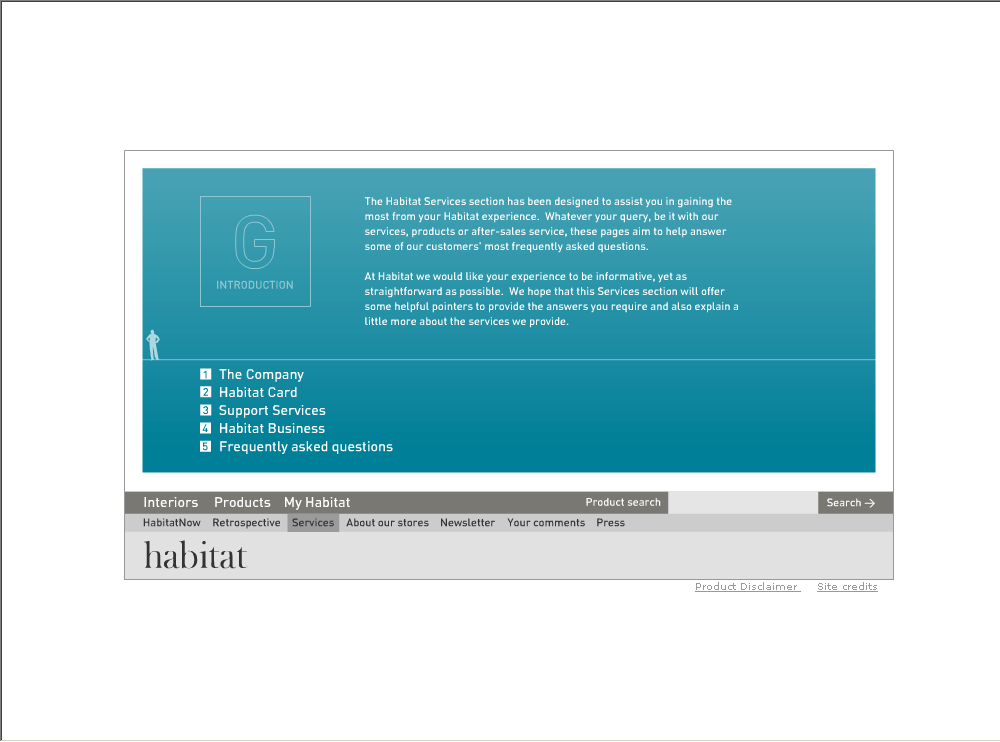 G
INTRODUCTION
The Habitat Services section has been designed to assist you in gaining the
most from your Habitat experience.  Whatever your query, be it with our
services, products or after-sales service, these pages aim to help answer
some of our customers' most frequently asked questions.
At Habitat we would like your experience to be informative, yet as
straightforward as possible.  We hope that this Services section will offer
some helpful pointers to provide the answers you require and also explain a
little more about the services we provide.
1 The Company
2 Habitat Card
3 Support Services
4 Habitat Business
5 Frequently asked questions
Interiors Products My Habitat Product search Search →
HabitatNow Retrospective Services About our stores Newsletter Your comments Press
habitat
Product Disclaimer Site credits